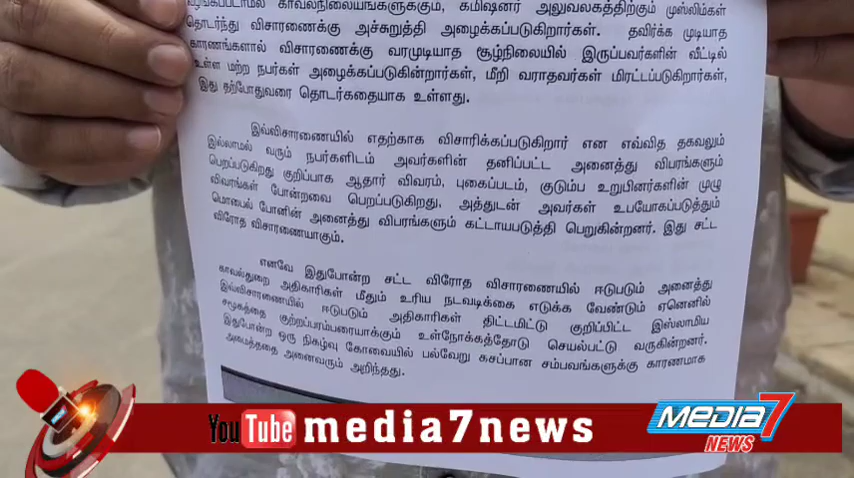 காவல்நிலையங்களுக்கும், கமிஷனர் அலுவலகத்திற்கும் முஸ்லிம்கள்
தொடர்ந்து விசாரணைக்கு அச்சுறுத்தி அழைக்கப்படுகிறார்கள். தவிர்க்க முடியாத
காரணங்களால் விசாரணைக்கு வரமுடியாத சூழ்நிலையில் இருப்பவர்களின் வீட்டில்
உள்ள மற்ற நபர்கள் அழைக்கப்படுகின்றார்கள், மீறி வராதவர்கள் மிரட்டப்படுகிறார்கள்,
இது தற்போதுவரை தொடர்கதையாக உள்ளது.
இவ்விசாரணையில் எதற்காக விசாரிக்கப்படுகிறார் என எவ்வித தகவலும்
இல்லாமல் வரும் நபர்களிடம் அவர்களின் தனிப்பட்ட அனைத்து விபரங்களும்
பெறப்படுகிறது குறிப்பாக ஆதார் விவரம், புகைப்படம், குடும்ப உறுபினர்களின் முழு
விவரங்கள் போன்றவை பெறப்படுகிறது, அத்துடன் அவர்கள் உபயோகப்படுத்தும்
மொபைல் போனின் அனைத்து விபரங்களும் கட்டாயபடுத்தி பெறுகின்றனர். இது சட்ட
விரோத விசாரணையாகும்.
எனவே இதுபோன்ற சட்ட விரோத விசாரணையில் ஈடுபடும் அனைத்து
காவல்துறை அதிகாரிகள் மீதும் உரிய நடவடிக்கை எடுக்க வேண்டும் ஏனெனில்
இவ்விசாரணையில் ஈடுபடும் அதிகாரிகள் திட்டமிட்டு குறிப்பிட்ட இஸ்லாமிய
சமூகத்தை குற்றப்பரம்பரையாக்கும் உள்நோக்கத்தோடு செயல்பட்டு வருகின்றனர்.
இதுபோன்ற ஒரு நிகழ்வு கோவையில் பல்வேறு கசப்பான சம்பவங்களுக்கு காரணமாக
அமைத்ததை அனைவரும் அறிந்தது.
YouTube media7news
MEDIA 7
NEWS